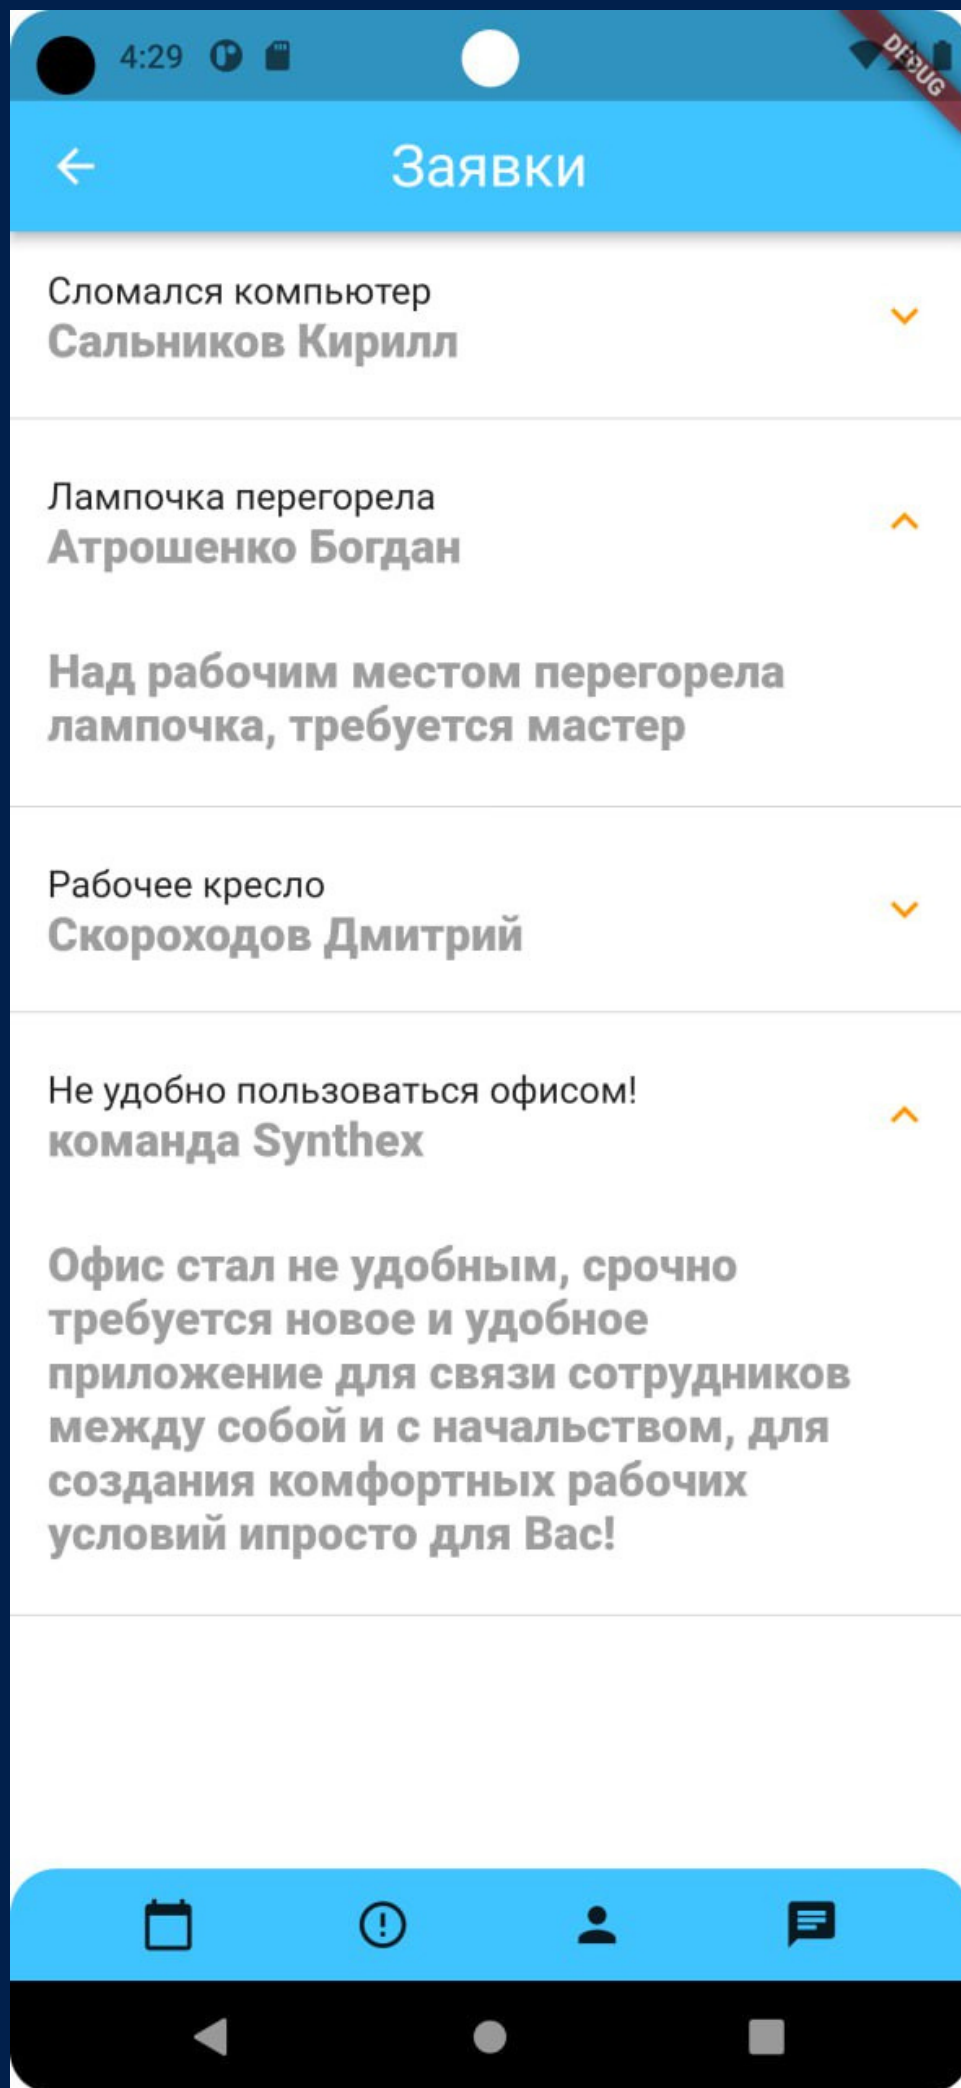 4:29
DEBUG
Заявки
Сломался компьютер
Сальников Кирилл
Лампочка перегорела
Атрошенко Богдан
Над рабочим местом перегорела
лампочка, требуется мастер
Рабочее кресло
Скороходов Дмитрий
Не удобно пользоваться офисом!
команда Synthex
Офис стал не удобным, срочно
требуется новое и удобное
приложение для связи сотрудников
между собой и с начальством, для
создания комфортных рабочих
условий ипросто для Вас!